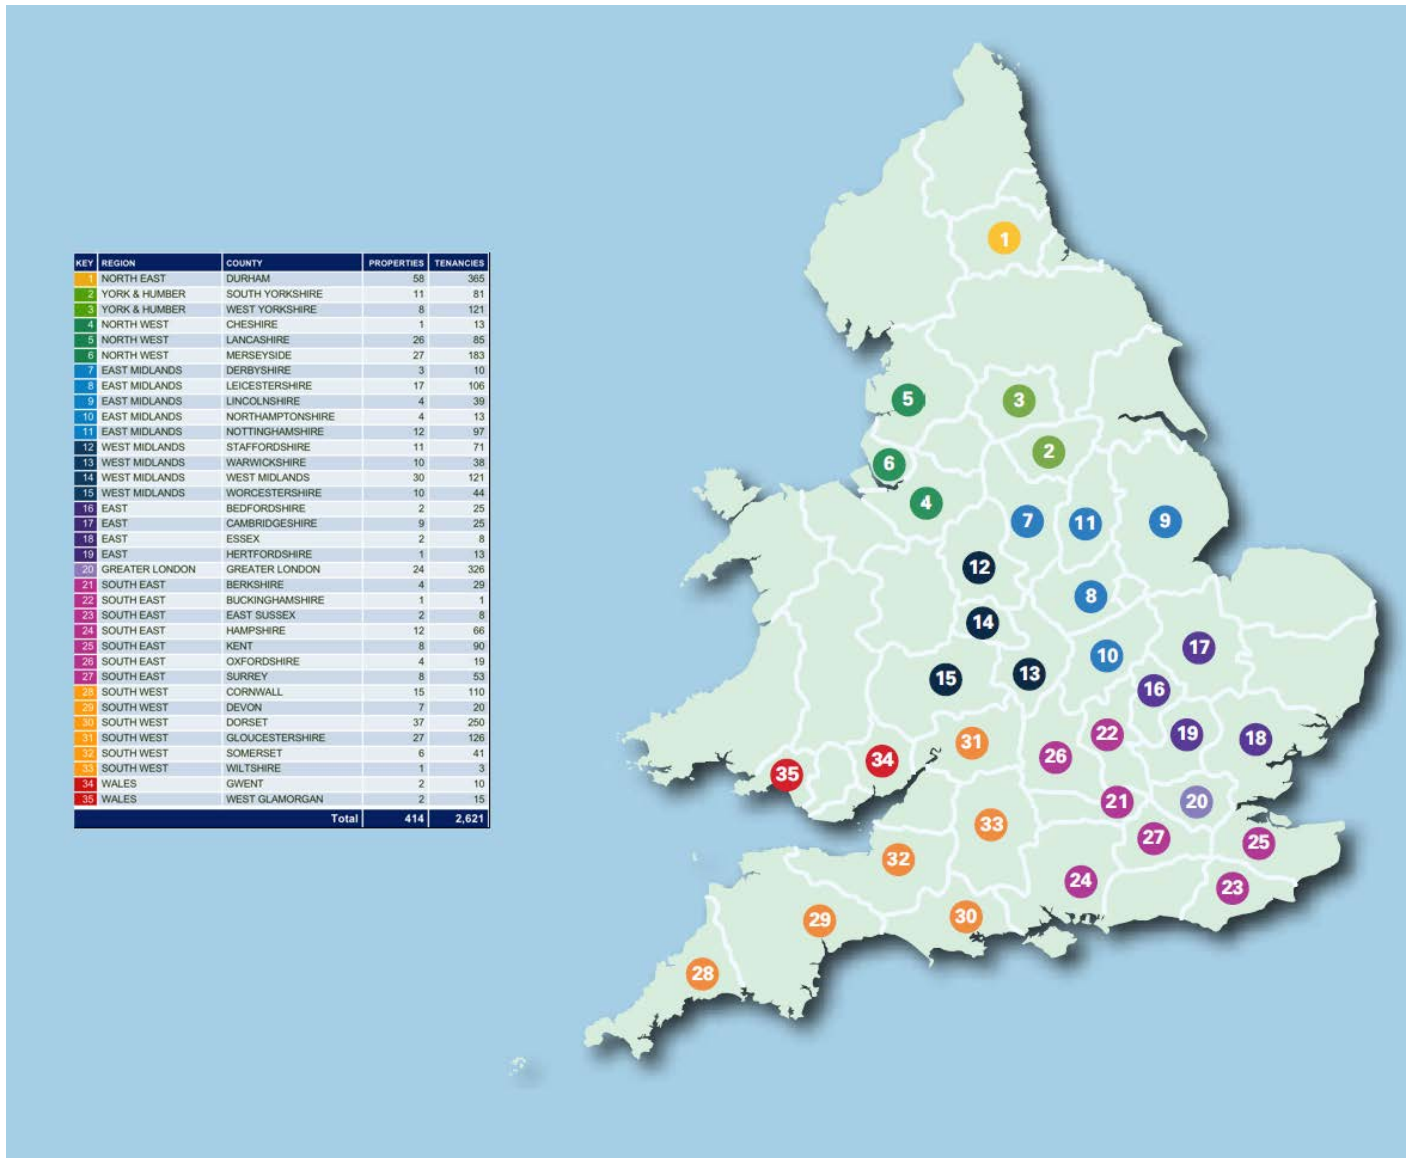 KEY REGION COUNTY PROPERTIES TENANCIES
1 NORTH EAST DURHAM 58 365
2 YORK & HUMBER SOUTH YORKSHIRE 11 81
3 YORK & HUMBER WEST YORKSHIRE 8 121
4 NORTH WEST CHESHIRE 1 13
5 NORTH WEST LANCASHIRE 26 85
6 NORTH WEST MERSEYSIDE 27 183
7 EAST MIDLANDS DERBYSHIRE 3 10
8 EAST MIDLANDS LEICESTERSHIRE 17 106
9 EAST MIDLANDS LINCOLNSHIRE 4 39
10 EAST MIDLANDS NORTHAMPTONSHIRE 4 13
11 EAST MIDLANDS NOTTINGHAMSHIRE 12 97
12 WEST MIDLANDS STAFFORDSHIRE 11 71
13 WEST MIDLANDS WARWICKSHIRE 10 38
14 WEST MIDLANDS WEST MIDLANDS 30 121
15 WEST MIDLANDS WORCESTERSHIRE 10 44
16 EAST BEDFORDSHIRE 2 25
17 EAST CAMBRIDGESHIRE 9 25
18 EAST ESSEX 2 8
19 EAST HERTFORDSHIRE 1 13
20 GREATER LONDON GREATER LONDON 24 326
21 SOUTH EAST BERKSHIRE 4 29
22 SOUTH EAST BUCKINGHAMSHIRE 1 1
23 SOUTH EAST EAST SUSSEX 2 8
24 SOUTH EAST HAMPSHIRE 12 66
25 SOUTH EAST KENT 8 90
26 SOUTH EAST OXFORDSHIRE 4 19
27 SOUTH EAST SURREY 8 53
28 SOUTH WEST CORNWALL 15 110
29 SOUTH WEST DEVON 7 20
30 SOUTH WEST DORSET 37 250
31 SOUTH WEST GLOUCESTERSHIRE 27 126
32 SOUTH WEST SOMERSET 6 41
33 SOUTH WEST WILTSHIRE 1 3
34 WALES GWENT 2 10
35 WALES WEST GLAMORGAN 2 15
Total 414 2,621
1
5
3
2
6
4
7
11
9
12
8
14
17
10
13
15
16
22
19
18
31
26
34
35
21
20
33
27
25
32
24
23
30
29
28